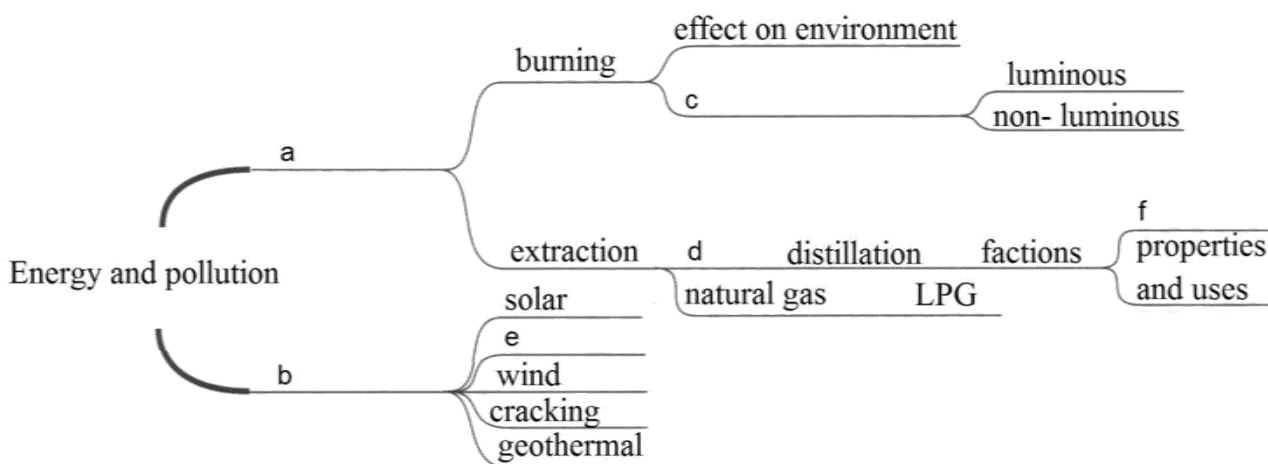 effect on environment
burning
luminous
c
non- luminous
a
f
extraction d distillation factions properties
Energy and pollution
natural gas LPG and uses
solar
e
b
wind
cracking
geothermal